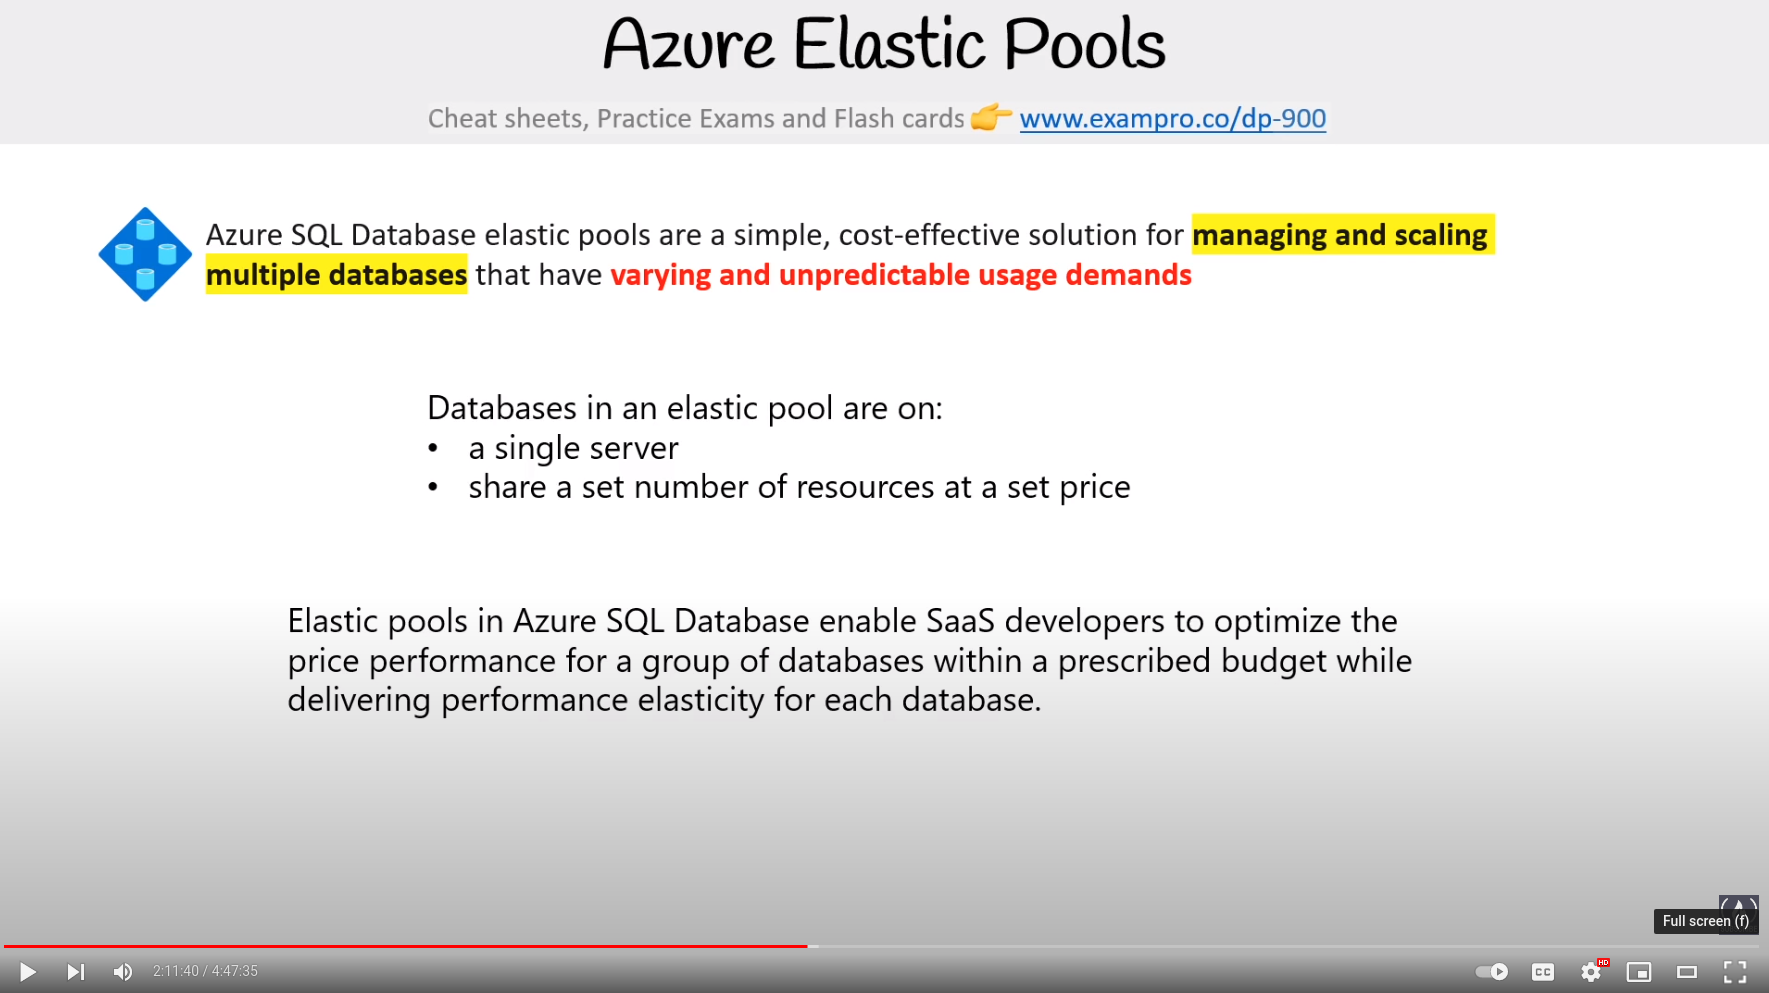 Azure Elastic Pools
Cheat sheets, Practice Exams and Flash cards www.exampro.co/dp-900
Azure SQL Database elastic pools are a simple, cost-effective solution for managing and scaling
multiple databases that have varying and unpredictable usage demands
Databases in an elastic pool are on:
• a single server
• share a set number of resources at a set price
Elastic pools in Azure SQL Database enable SaaS developers to optimize the
price performance for a group of databases within a prescribed budget while
delivering performance elasticity for each database.
Full screen (f)
2:11:40 / 4:47:35
CC
HD